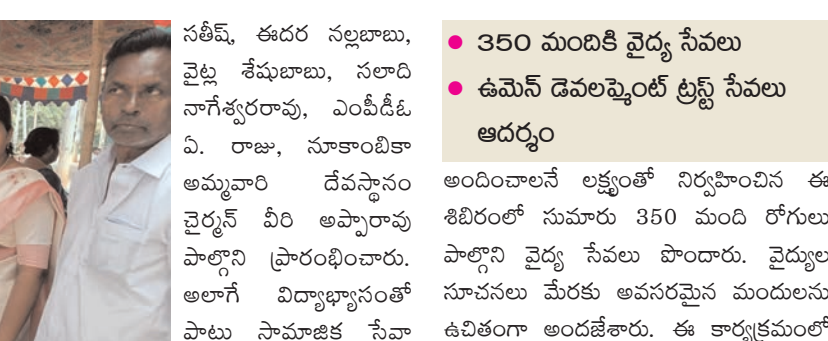 సతీష్, ఈదర నల్లబాబు,
వైట్ల శేషుబాబు, సలాది
నాగేశ్వరరావు, ఎంపీడీఓ
ఏ. రాజు, నూకాంబికా
అమ్మవారి దేవస్థానం
చైర్మన్ వీరి అప్పారావు
పాల్గొని ప్రారంభించారు.
అలాగే విద్యాభ్యాసంతో
పాటు సామాజిక సేవా
● 350 మందికి వైద్య సేవలు
● ఉమెన్ డెవలప్మెంట్ ట్రస్ట్ సేవలు
ఆదర్శం
అందించాలనే లక్ష్యంతో నిర్వహించిన ఈ
శిబిరంలో సుమారు 350 మంది రోగులు
పాల్గొని వైద్య సేవలు పొందారు. వైద్యుల
సూచనలు మేరకు అవసరమైన మందులను
ఉచితంగా అందజేశారు. ఈ కార్యక్రమంలో